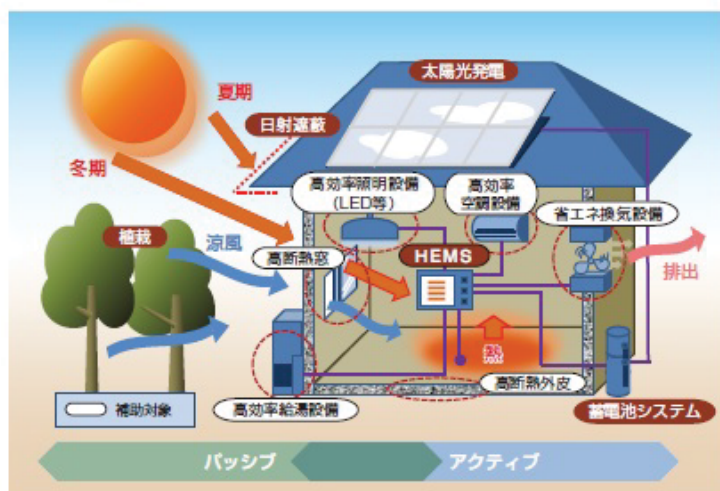 太陽光発電
夏期
日射遮蔽
冬期
高効率照明設備
(LED等)
高効率
空調設備
省エネ換気設備
植栽
涼風
高断熱窓
HEMS
排出
熱
高断熱外皮
補助対象
高効率給湯設備
蓄電池システム
パッシブ
アクティブ